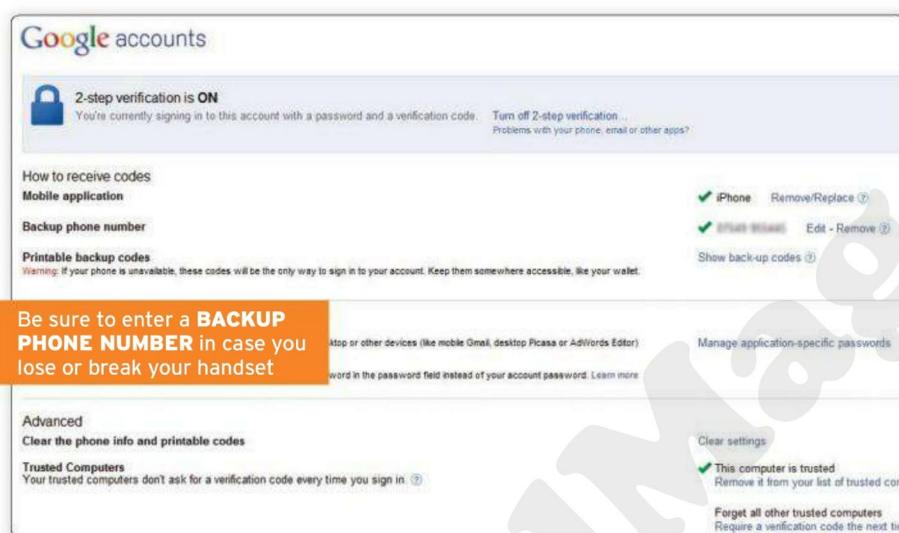 Google accounts
2-step verification is ON
You're currently signing in to this account with a password and a verification code.
Turn off 2-step verification...
Problems with your phone, email or other apps?
How to receive codes
Mobile application
iPhone Remove/Replace
Backup phone number
Edit - Remove
Printable backup codes
Show back-up codes
Warning: If your phone is unavailable, these codes will be the only way to sign in to your account. Keep them somewhere accessible, like your wallet.
Be sure to enter a BACKUP
PHONE NUMBER in case you
lose or break your handset
or other devices (like mobile Gmail, desktop Picasa or AdWords Editor)
Manage application-specific passwords
in the password field instead of your account password. Learn more
Advanced
Clear the phone info and printable codes
Clear settings
Trusted Computers
Your trusted computers don't ask for a verification code every time you sign in.
This computer is trusted
Remove it from your list of trusted
Forget all other trusted computers
Require a verification code the next